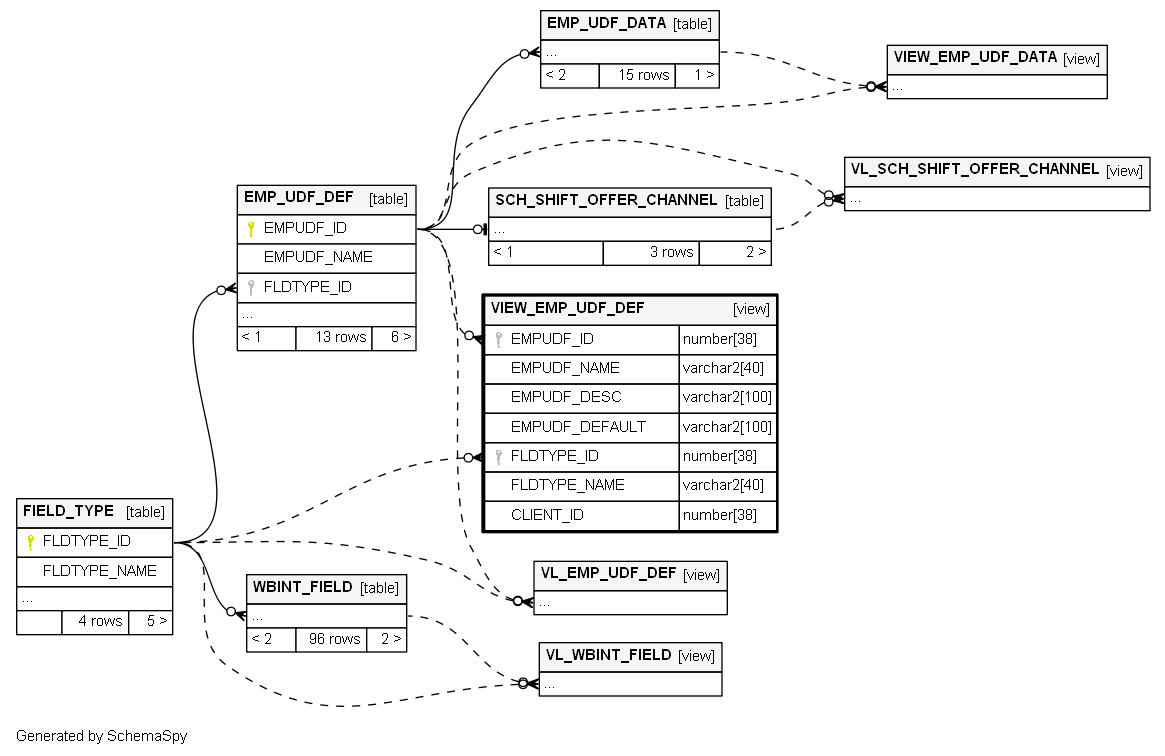 EMP_UDF_DATA [table]
...
< 2 15 rows 1 >
VIEW_EMP_UDF_DATA [view]
...
VL_SCH_SHIFT_OFFER_CHANNEL [view]
...
EMP_UDF_DEF [table]
EMPUDF_ID
EMPUDF_NAME
FLDTYPE_ID
...
< 1 13 rows 6 >
SCH_SHIFT_OFFER_CHANNEL [table]
...
< 1 3 rows 2 >
VIEW_EMP_UDF_DEF [view]
EMPUDF_ID number[38]
EMPUDF_NAME varchar2[40]
EMPUDF_DESC varchar2[100]
EMPUDF_DEFAULT varchar2[100]
FLDTYPE_ID number[38]
FLDTYPE_NAME varchar2[40]
CLIENT_ID number[38]
FIELD_TYPE [table]
FLDTYPE_ID
FLDTYPE_NAME
...
4 rows 5 >
WBINT_FIELD [table]
...
< 2 96 rows 2 >
VL_EMP_UDF_DEF [view]
...
VL_WBINT_FIELD [view]
...
Generated by SchemaSpy